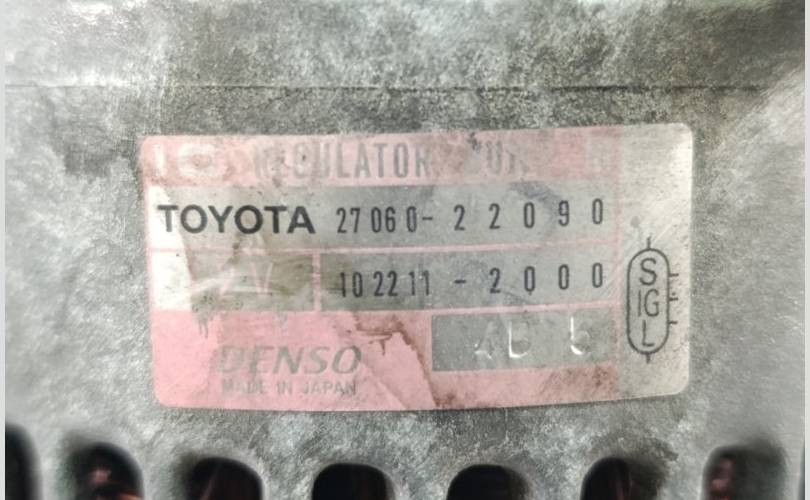 REGULATOR
TOYOTA 27060-22090
102211-2000
DENSO
MADE IN JAPAN
S
IG
L